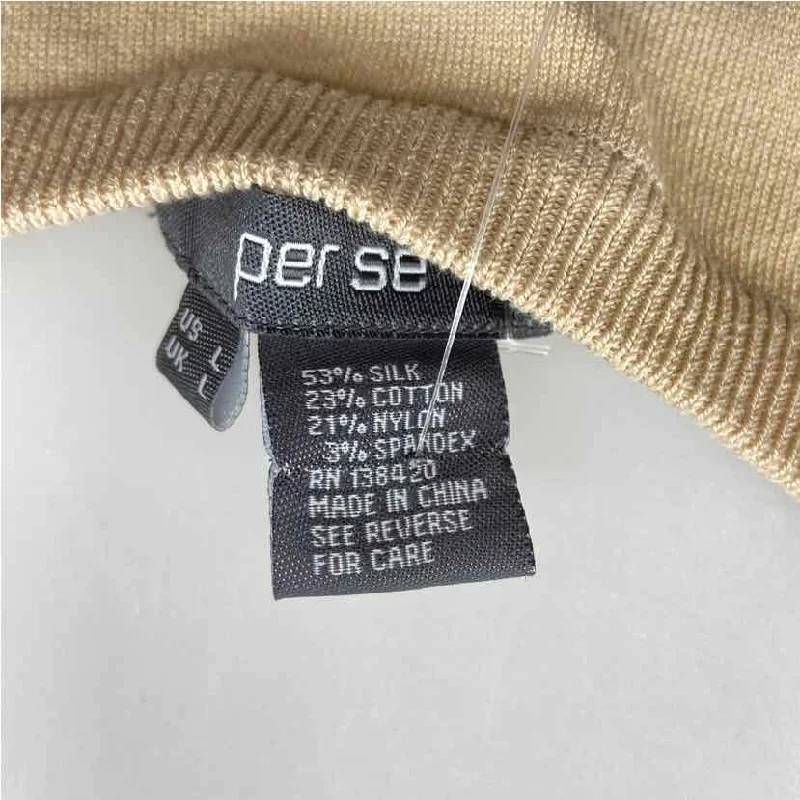 per se
US L
UK L
53% SILK
23% COTTON
21% NYLON
3% SPANDEX
RN 138420
MADE IN CHINA
SEE REVERSE
FOR CARE